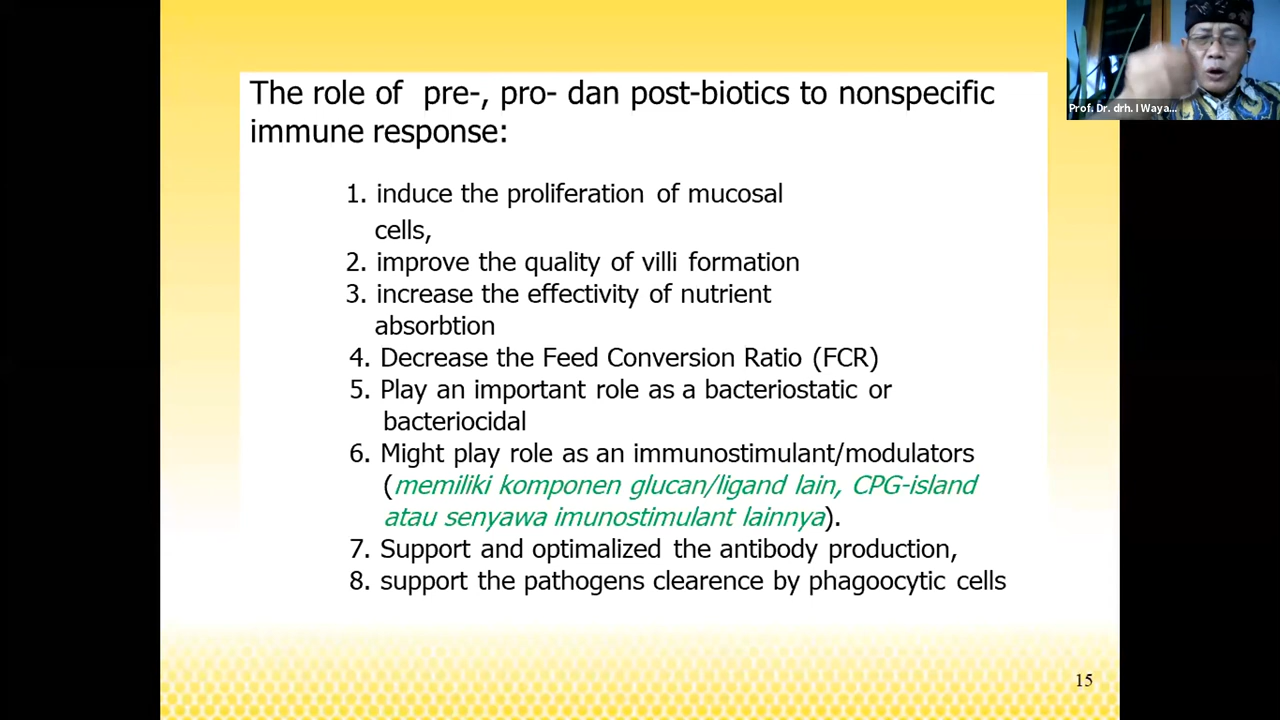 The role of pre-, pro- dan post-biotics to nonspecific
immune response:
1. induce the proliferation of mucosal
cells,
2. improve the quality of villi formation
3. increase the effectivity of nutrient
absorbtion
4. Decrease the Feed Conversion Ratio (FCR)
5. Play an important role as a bacteriostatic or
bacteriocidal
6. Might play role as an immunostimulant/modulators
(memiliki komponen glucan/ligand lain, CPG-island
atau senyawa imunostimulant lainnya).
7. Support and optimalized the antibody production,
8. support the pathogens clearence by phagoocytic cells
15
Prof. Dr. drh. I Waya...